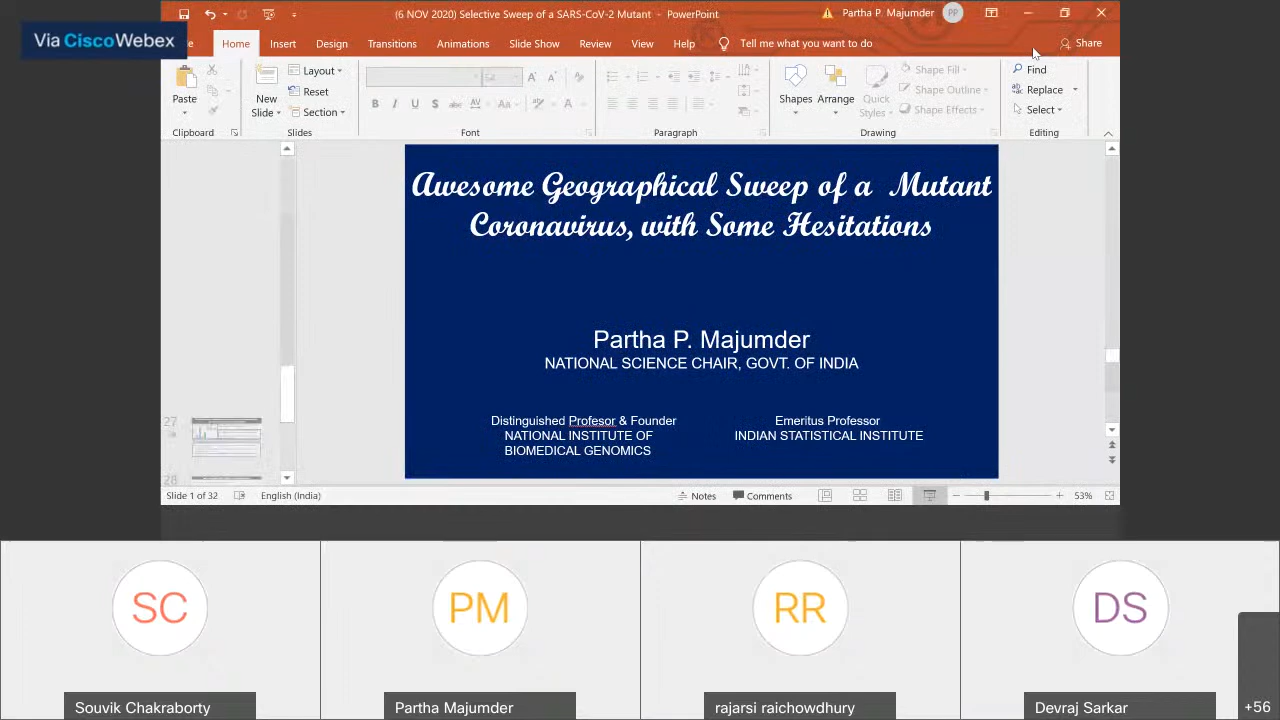 (6 NOV 2020) Selective Sweep of a SARS-CoV-2 Mutant - PowerPoint
Partha P. Majumder PP
Via CiscoWebex
Home Insert Design Transitions Animations Slide Show Review View Help Tell me what you want to do Share
Layout Find
Reset Shape Fill Replace
Shape Outline
Paste New Slide Section Shapes Arrange Quick Styles Shape Effects Select
Clipboard Slides Font Paragraph Drawing Editing
Awesome Geographical Sweep of a Mutant
Coronavirus, with Some Hesitations
Partha P. Majumder
NATIONAL SCIENCE CHAIR, GOVT. OF INDIA
Distinguished Profesor & Founder
NATIONAL INSTITUTE OF
BIOMEDICAL GENOMICS
Emeritus Professor
INDIAN STATISTICAL INSTITUTE
27
28
Slide 1 of 32 English (India) Notes Comments 53%
SC PM RR DS
Souvik Chakraborty Partha Majumder rajarsi raichowdhury Devraj Sarkar +56